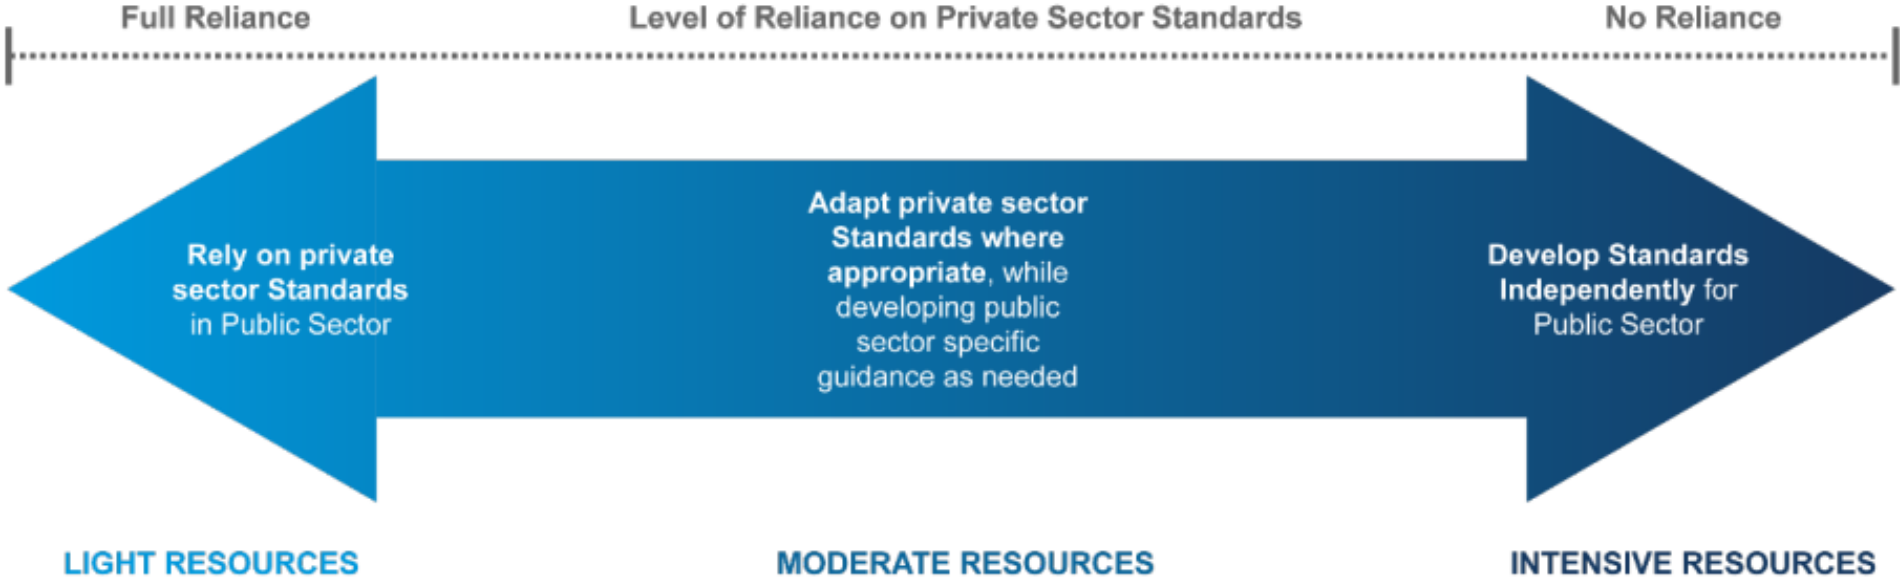 Full Reliance
Level of Reliance on Private Sector Standards
No Reliance
Rely on private
sector Standards
in Public Sector
Adapt private sector
Standards where
appropriate, while
developing public
sector specific
guidance as needed
Develop Standards
Independently for
Public Sector
LIGHT RESOURCES
MODERATE RESOURCES
INTENSIVE RESOURCES